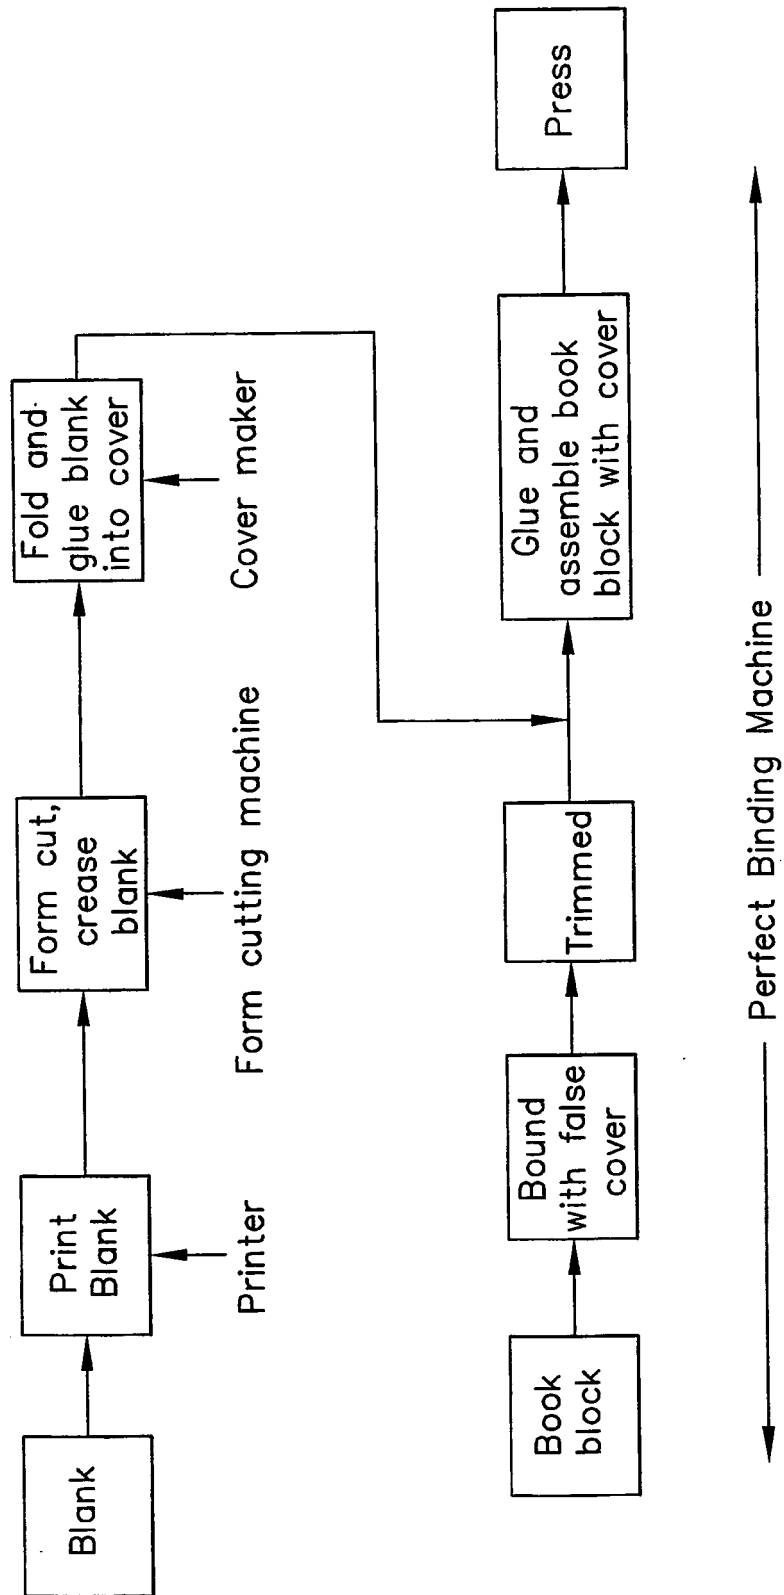 Blank
Print
Blank
Printer
Form cut,
crease
blank
Form cutting machine
Fold and
glue blank
into cover
Cover maker
Book
block
Bound
with false
cover
Trimmed
Glue and
assemble book
block with cover
Press
Perfect Binding Machine